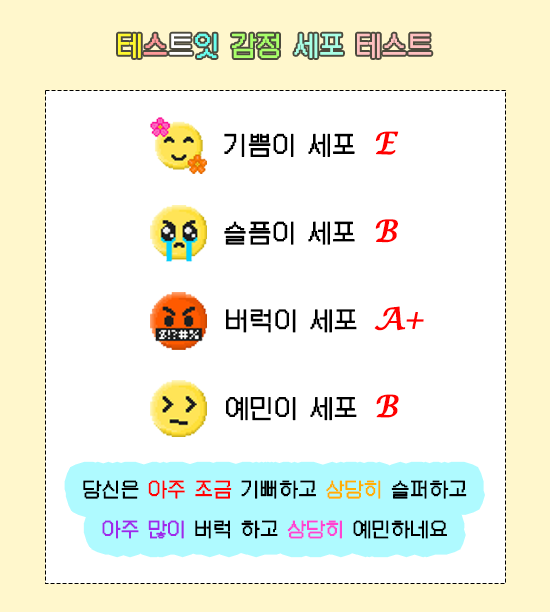 테스트잇 감정 세포 테스트
기쁨이 세포 E
슬픔이 세포 B
$!?#%
버럭이 세포 A+
예민이 세포 B
당신은 아주 조금 기뻐하고 상당히 슬퍼하고
아주 많이 버럭 하고 상당히 예민하네요